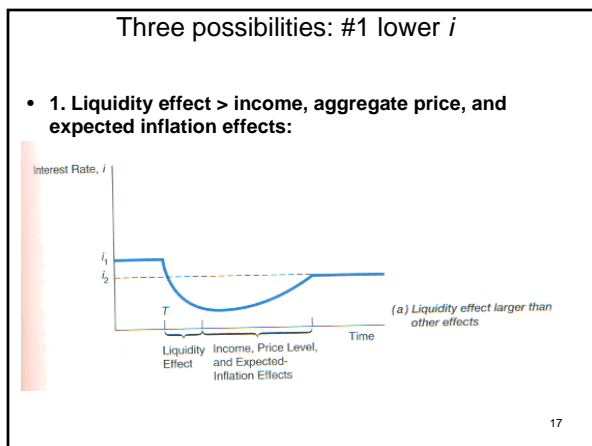 Three possibilities: #1 lower i
• 1. Liquidity effect > income, aggregate price, and
expected inflation effects:
Interest Rate, i
i1
i2
T
(a) Liquidity effect larger than
other effects
Time
Liquidity
Effect
Income, Price Level,
and Expected-
Inflation Effects
17